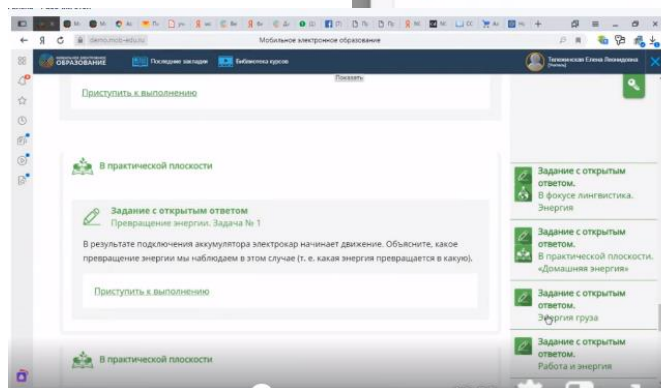 demo.mob-edu.ru
Мобильное электронное образование
ОБРАЗОВАНИЕ
Последние закладки
Библиотека курсов
Елена Леонидовна
Показать
Приступить к выполнению
В практической плоскости
Задание с открытым ответом
Превращение энергии. Задача № 1
В результате подключения аккумулятора электрокар начинает движение. Объясните, какое
превращение энергии мы наблюдаем в этом случае (т. е. какая энергия превращается в какую).
Приступить к выполнению
В практической плоскости
Задание с открытым
ответом.
В фокусе лингвистика.
Энергия
Задание с открытым
ответом.
В практической плоскости.
«Домашняя энергия»
Задание с открытым
ответом.
Энергия груза
Задание с открытым
ответом.
Работа и энергия